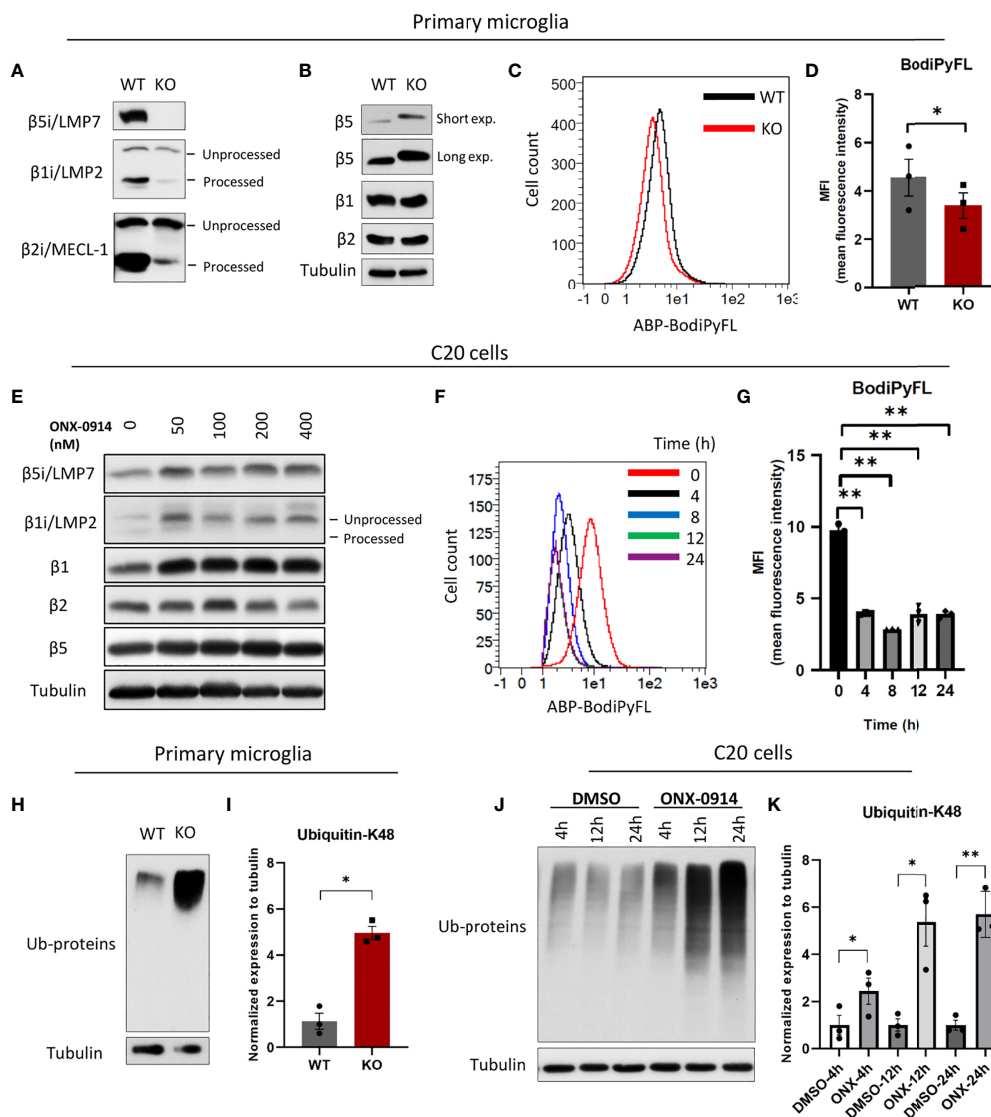 Primary microglia
A
WT KO
β5i/LMP7
β1i/LMP2
Unprocessed
Processed
β2i/MECL-1
Unprocessed
Processed
B
WT KO
β5
Short exp.
β5
Long exp.
β1
β2
Tubulin
C
Cell count
500
400
300
200
100
0
WT
KO
-1 0 1 1e1 1e2 1e3
ABP-BodiPyFL
D
BodiPyFL
MFI
(mean fluorescence intensity)
8
6
4
2
0
*
WT KO
C20 cells
E
ONX-0914
(nM)
0 50 100 200 400
β5i/LMP7
β1i/LMP2
Unprocessed
Processed
β1
β2
β5
Tubulin
F
Time (h)
0
4
8
12
24
Cell count
175
150
125
100
75
50
25
0
-1 0 1 1e1 1e2 1e3
ABP-BodiPyFL
G
BodiPyFL
**
**
**
**
MFI
(mean fluorescence intensity)
15
10
5
0
0 4 8 12 24
Time (h)
Primary microglia
H
WT KO
Ub-proteins
Tubulin
I
Ubiquitin-K48
Normalized expression to tubulin
8
6
4
2
0
*
WT KO
C20 cells
J
DMSO ONX-0914
4h 12h 24h 4h 12h 24h
Ub-proteins
Tubulin
K
Ubiquitin-K48
Normalized expression to tubulin
8
6
4
2
0
*
*
**
DMSO-4h
ONX-4h
DMSO-12h
ONX-12h
DMSO-24h
ONX-24h